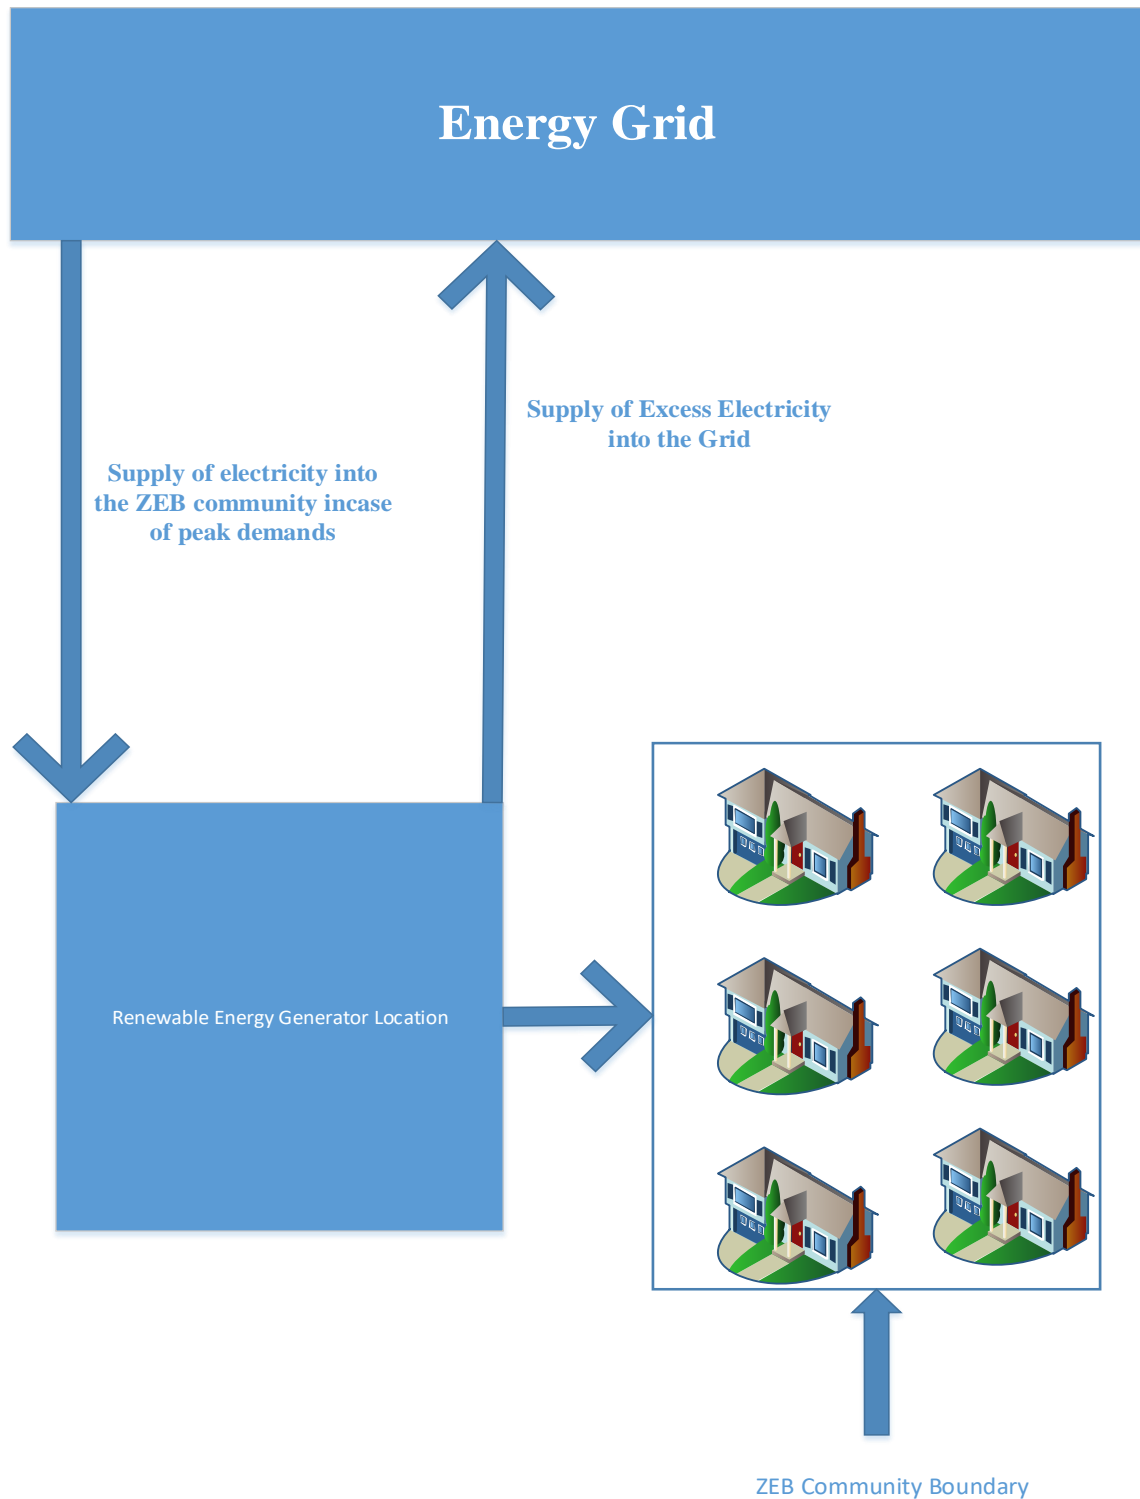 Energy Grid
Supply of Excess Electricity
into the Grid
Supply of electricity into
the ZEB community incase
of peak demands
Renewable Energy Generator Location
ZEB Community Boundary